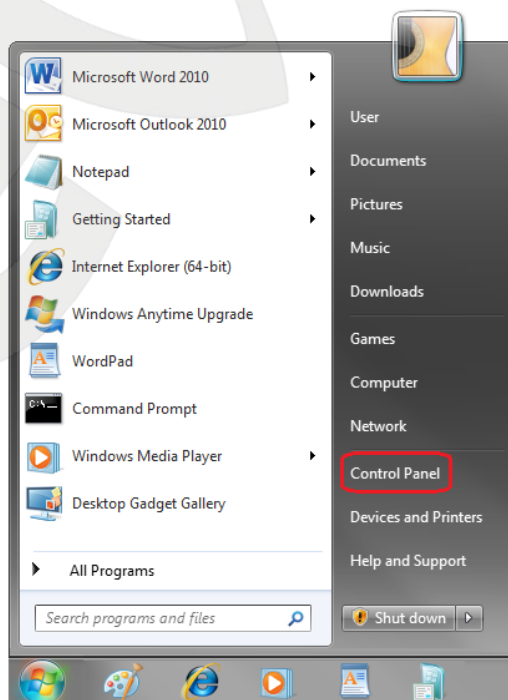 Microsoft Word 2010
Microsoft Outlook 2010
Notepad
Getting Started
Internet Explorer (64-bit)
Windows Anytime Upgrade
WordPad
C:\_
Command Prompt
Windows Media Player
Desktop Gadget Gallery
All Programs
Search programs and files
User
Documents
Pictures
Music
Downloads
Games
Computer
Network
Control Panel
Devices and Printers
Help and Support
Shut down